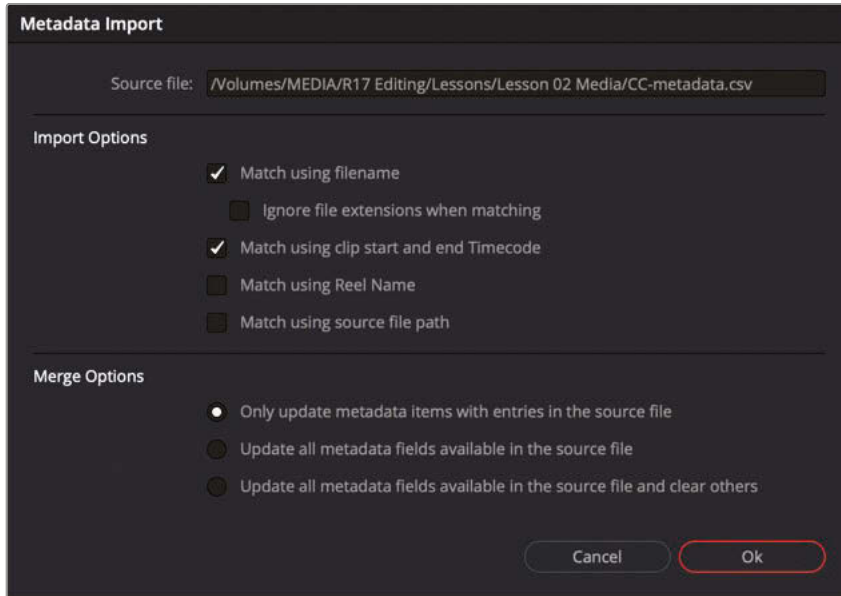 Metadata Import
Source file: /Volumes/MEDIA/R17 Editing/Lessons/Lesson 02 Media/CC-metadata.csv
Import Options
Match using filename
Ignore file extensions when matching
Match using clip start and end Timecode
Match using Reel Name
Match using source file path
Merge Options
Only update metadata items with entries in the source file
Update all metadata fields available in the source file
Update all metadata fields available in the source file and clear others
Cancel Ok